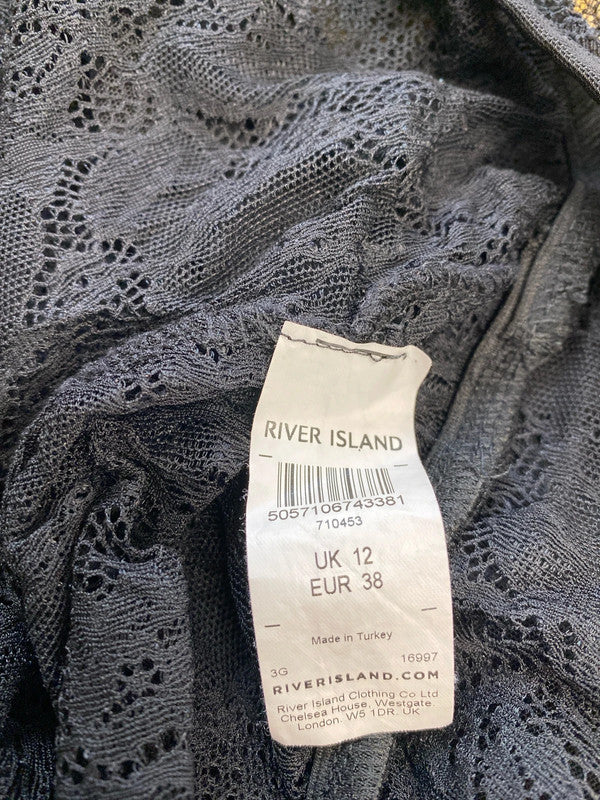 RIVER ISLAND
5057106743381
710453
UK 12
EUR 38
Made in Turkey
3G 16997
RIVERISLAND.COM
River Island Clothing Co Ltd
Chelsea House, Westgate.
London. W5 1DR. UK